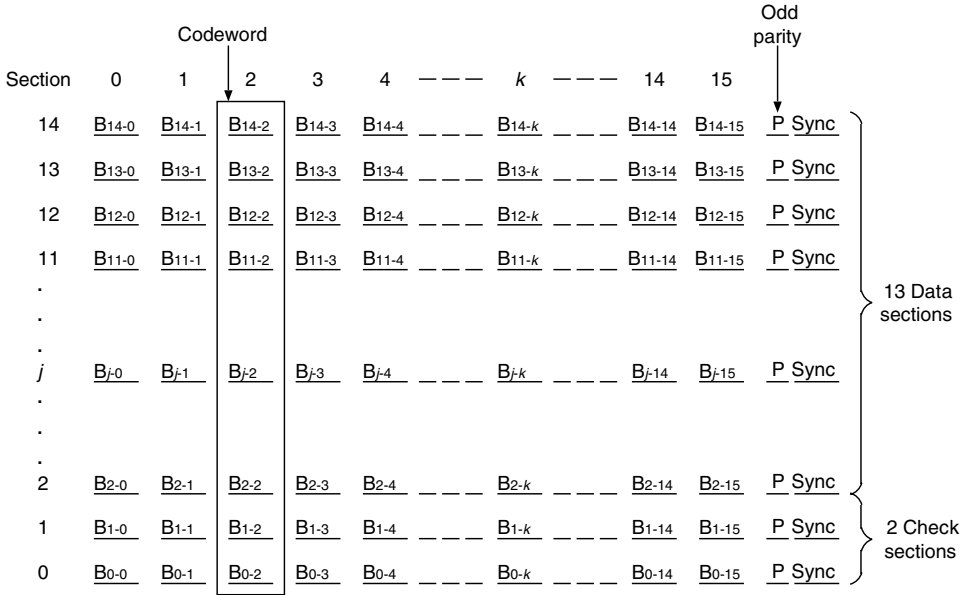 Odd
parity
Codeword
Section 0 1 2 3 4 — — — k — — — 14 15
14 B14-0 B14-1 B14-2 B14-3 B14-4 _ _ _ B14-k _ _ _ B14-14 B14-15 P Sync
13 B13-0 B13-1 B13-2 B13-3 B13-4 _ _ _ B13-k _ _ _ B13-14 B13-15 P Sync
12 B12-0 B12-1 B12-2 B12-3 B12-4 _ _ _ B12-k _ _ _ B12-14 B12-15 P Sync
11 B11-0 B11-1 B11-2 B11-3 B11-4 _ _ _ B11-k _ _ _ B11-14 B11-15 P Sync
.
.
.
13 Data
sections
j Bj-0 Bj-1 Bj-2 Bj-3 Bj-4 _ _ _ Bj-k _ _ _ Bj-14 Bj-15 P Sync
.
.
.
2 B2-0 B2-1 B2-2 B2-3 B2-4 _ _ _ B2-k _ _ _ B2-14 B2-15 P Sync
1 B1-0 B1-1 B1-2 B1-3 B1-4 _ _ _ B1-k _ _ _ B1-14 B1-15 P Sync
2 Check
sections
0 B0-0 B0-1 B0-2 B0-3 B0-4 _ _ _ B0-k _ _ _ B0-14 B0-15 P Sync